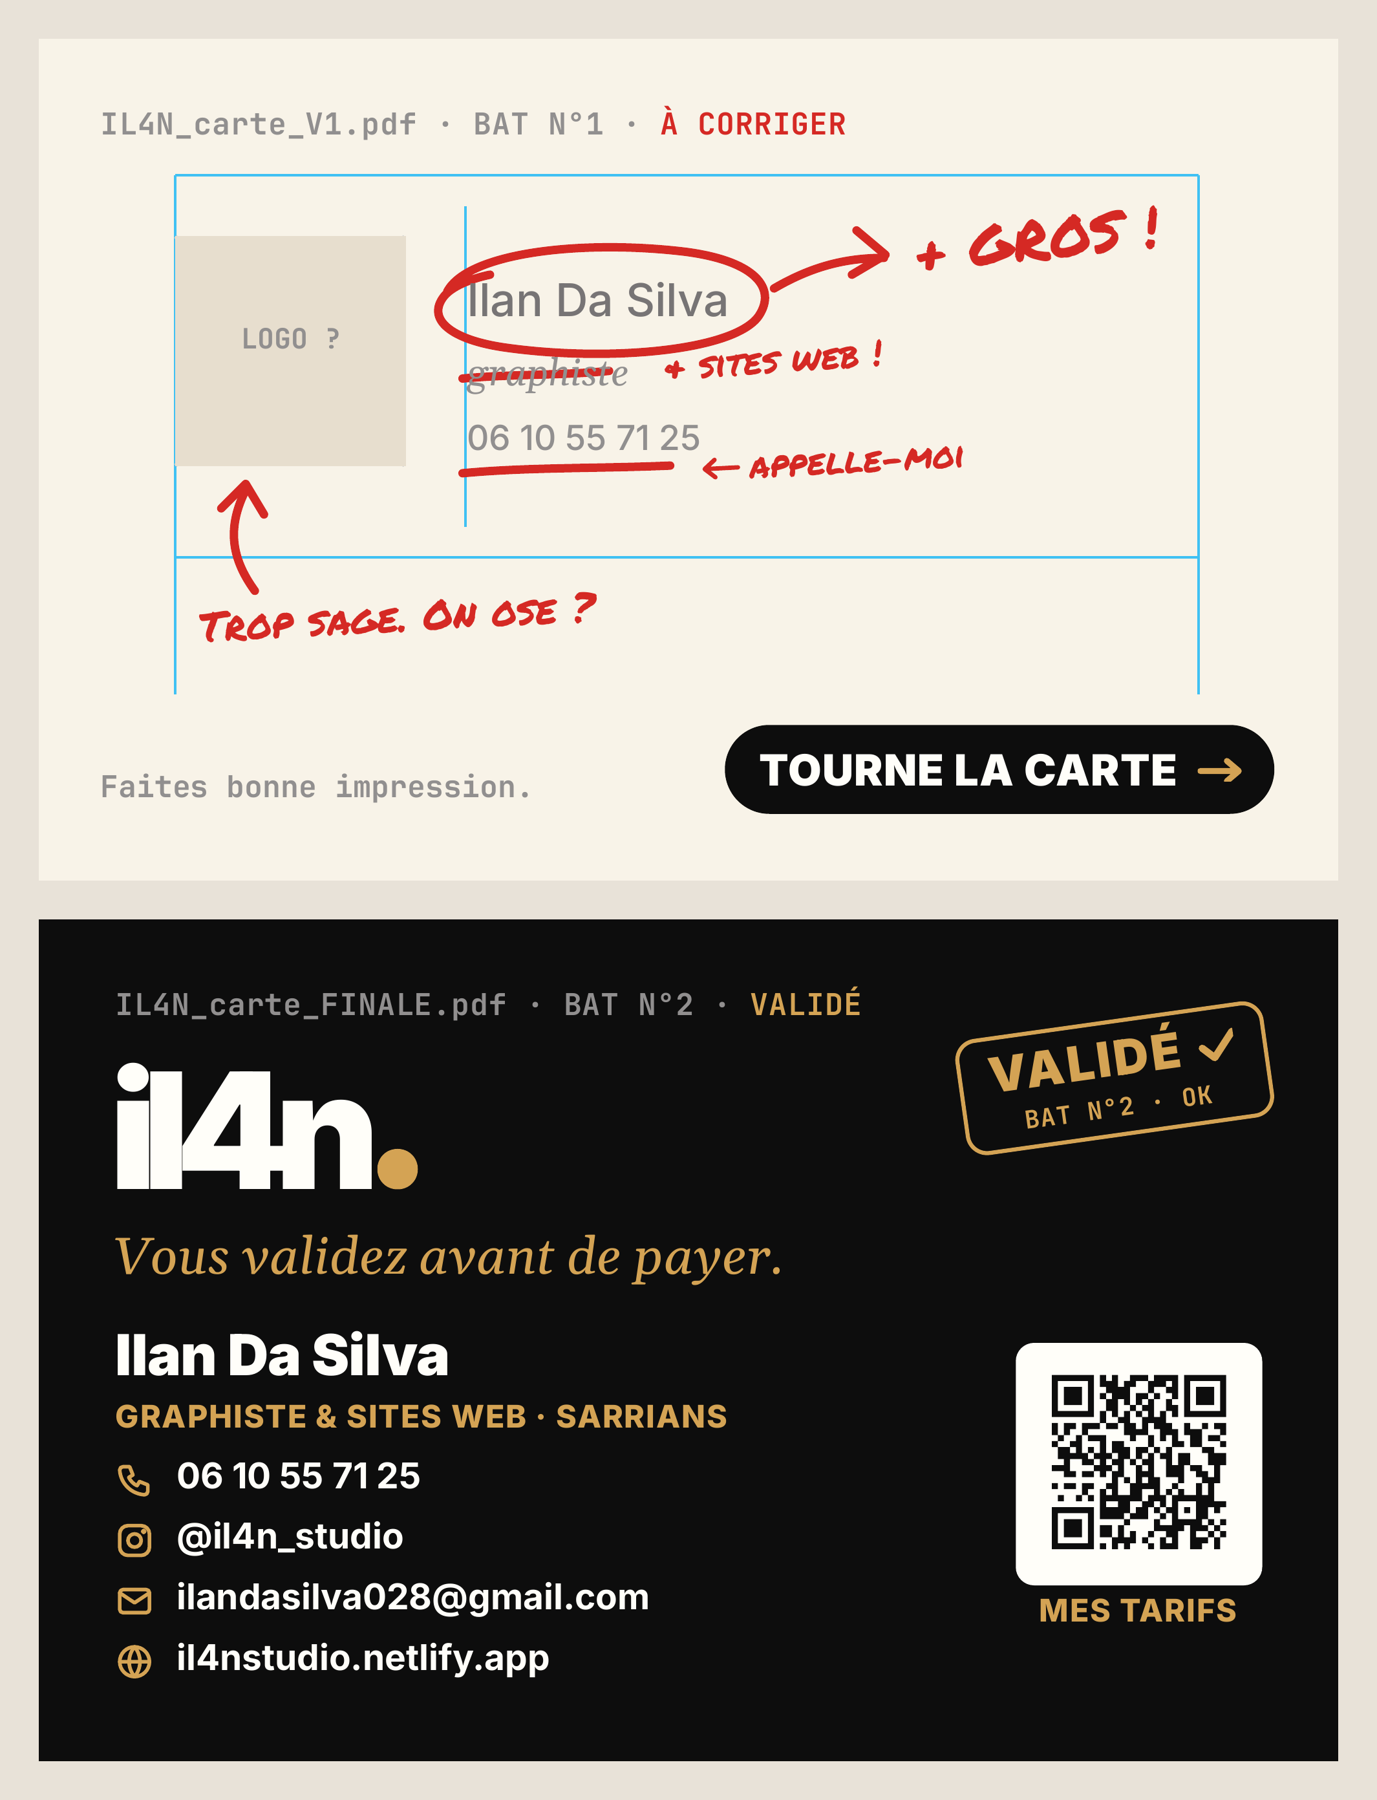 IL4N_carte_V1.pdf · BAT N°1 · À CORRIGER
+ GROS !
LOGO ?
Ilan Da Silva
graphiste
+ SITES WEB !
06 10 55 71 25
← APPELLE-MOI
TROP SAGE. ON OSE ?
Faites bonne impression.
TOURNE LA CARTE →
IL4N_carte_FINALE.pdf · BAT N°2 · VALIDÉ
VALIDÉ ✓
BAT N°2 · OK
il4n.
Vous validez avant de payer.
Ilan Da Silva
GRAPHISTE & SITES WEB · SARRIANS
06 10 55 71 25
@il4n_studio
ilandasilva028@gmail.com
il4nstudio.netlify.app
MES TARIFS